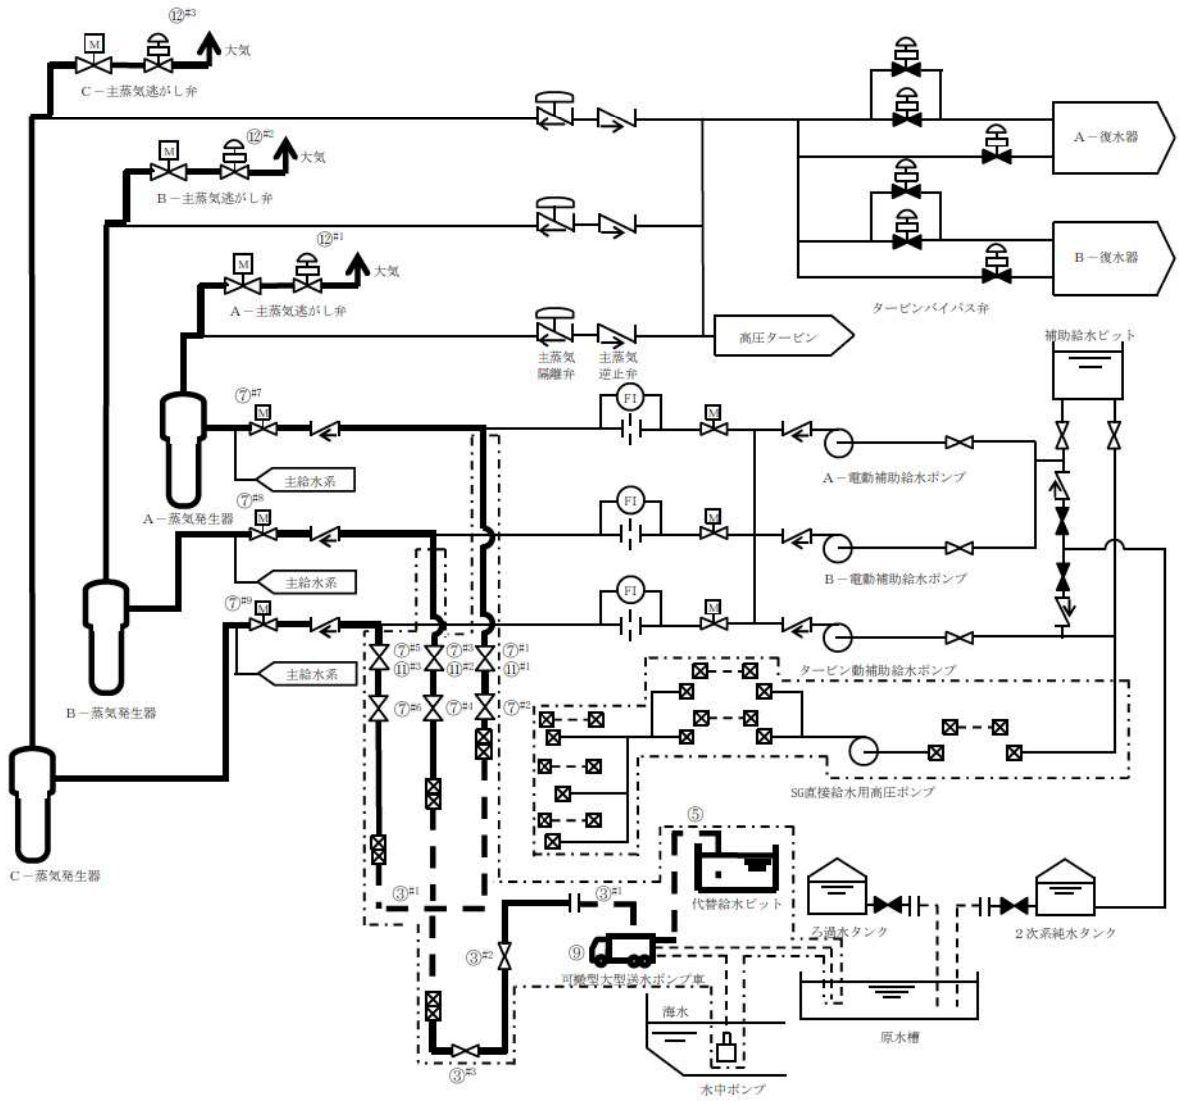 ⑫#3
M
大気
C－主蒸気逃がし弁
⑫#2
M
大気
B－主蒸気逃がし弁
⑫#1
M
大気
A－主蒸気逃がし弁
A－復水器
B－復水器
タービンバイパス弁
高圧タービン
主蒸気
隔離弁
主蒸気
逆止弁
補助給水ピット
⑦#7
M
FI
M
主給水系
A－電動補助給水ポンプ
A－蒸気発生器
⑦#8
M
FI
M
主給水系
B－電動補助給水ポンプ
⑦#9
M
FI
M
主給水系
タービン動補助給水ポンプ
B－蒸気発生器
⑦#5
⑪#3
⑦#3
⑪#2
⑦#1
⑪#1
⑦#6
⑦#4
⑦#2
SG直接給水用高圧ポンプ
C－蒸気発生器
⑤
代替給水ピット
③#1
③#1
③#2
⑨
可搬型大型送水ポンプ車
ろ過水タンク
2次系純水タンク
原水槽
海水
水中ポンプ
③#3